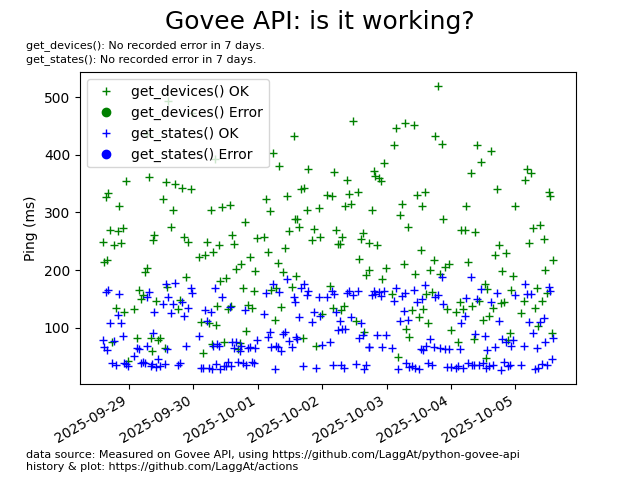 Govee API: is it working?
get_devices(): No recorded error in 7 days.
get_states(): No recorded error in 7 days.
get_devices() OK
get_devices() Error
get_states() OK
get_states() Error
Ping (ms)
500
400
300
200
100
2025-09-29
2025-09-30
2025-10-01
2025-10-02
2025-10-03
2025-10-04
2025-10-05
data source: Measured on Govee API, using https://github.com/LaggAt/python-govee-api
history & plot: https://github.com/LaggAt/actions